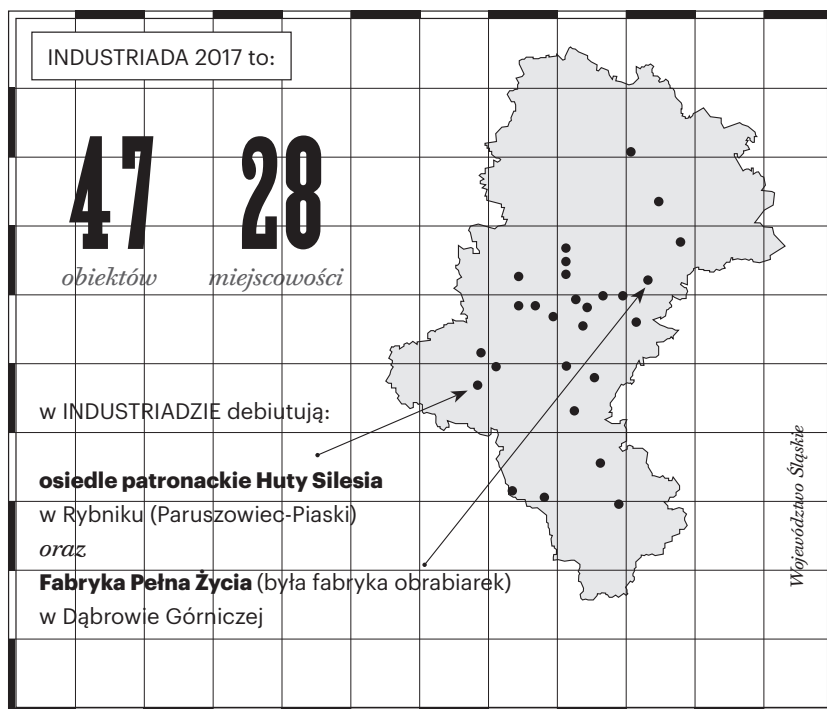 INDUSTRIADA 2017 to:
47 28
obiektów miejscowości
w INDUSTRIADZIE debiutują:
osiedle patronackie Huty Silesia
w Rybniku (Paruszowiec-Piaski)
oraz
Fabryka Pełna Życia (była fabryka obrabiarek)
w Dąbrowie Górniczej
Województwo Śląskie